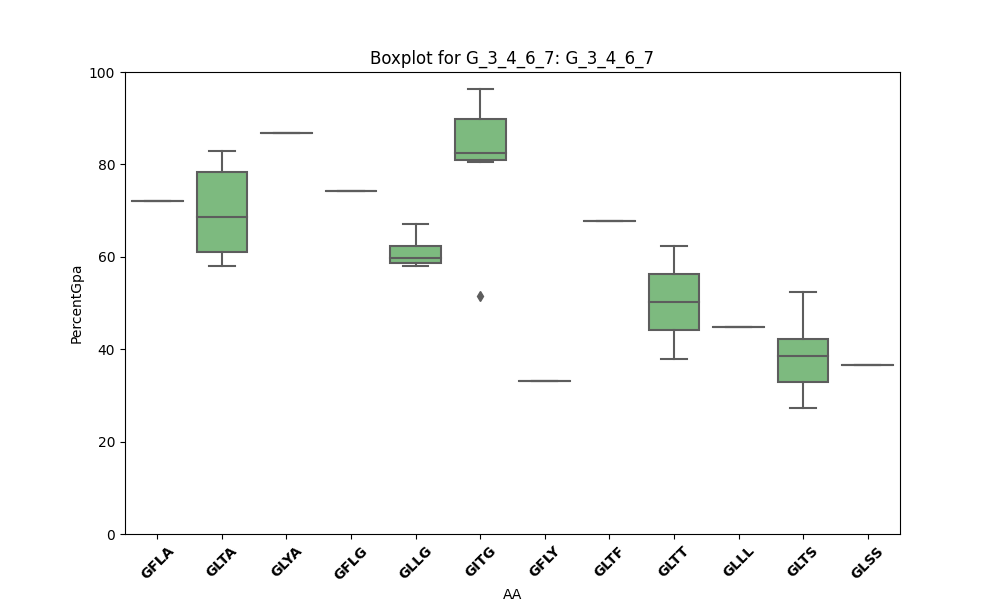 Boxplot for G_3_4_6_7: G_3_4_6_7
100
80
60
40
20
0
PercentGpa
GFLA
GLTA
GLYA
GFLG
GLLG
GITG
GFLY
GLTF
GLTT
GLLL
GLTS
GLSS
AA